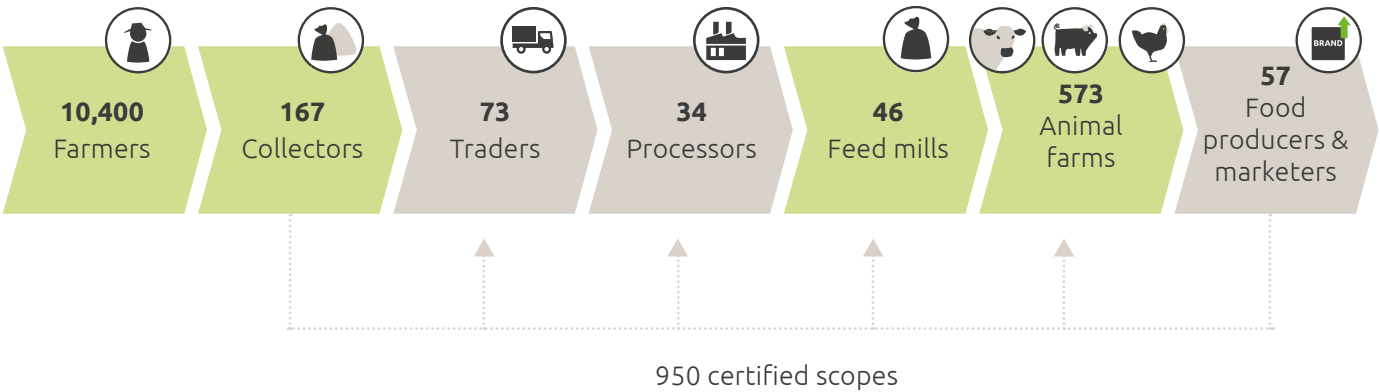 10,400
Farmers
167
Collectors
73
Traders
34
Processors
46
Feed mills
573
Animal
farms
BRAND
57
Food
producers &
marketers
950 certified scopes